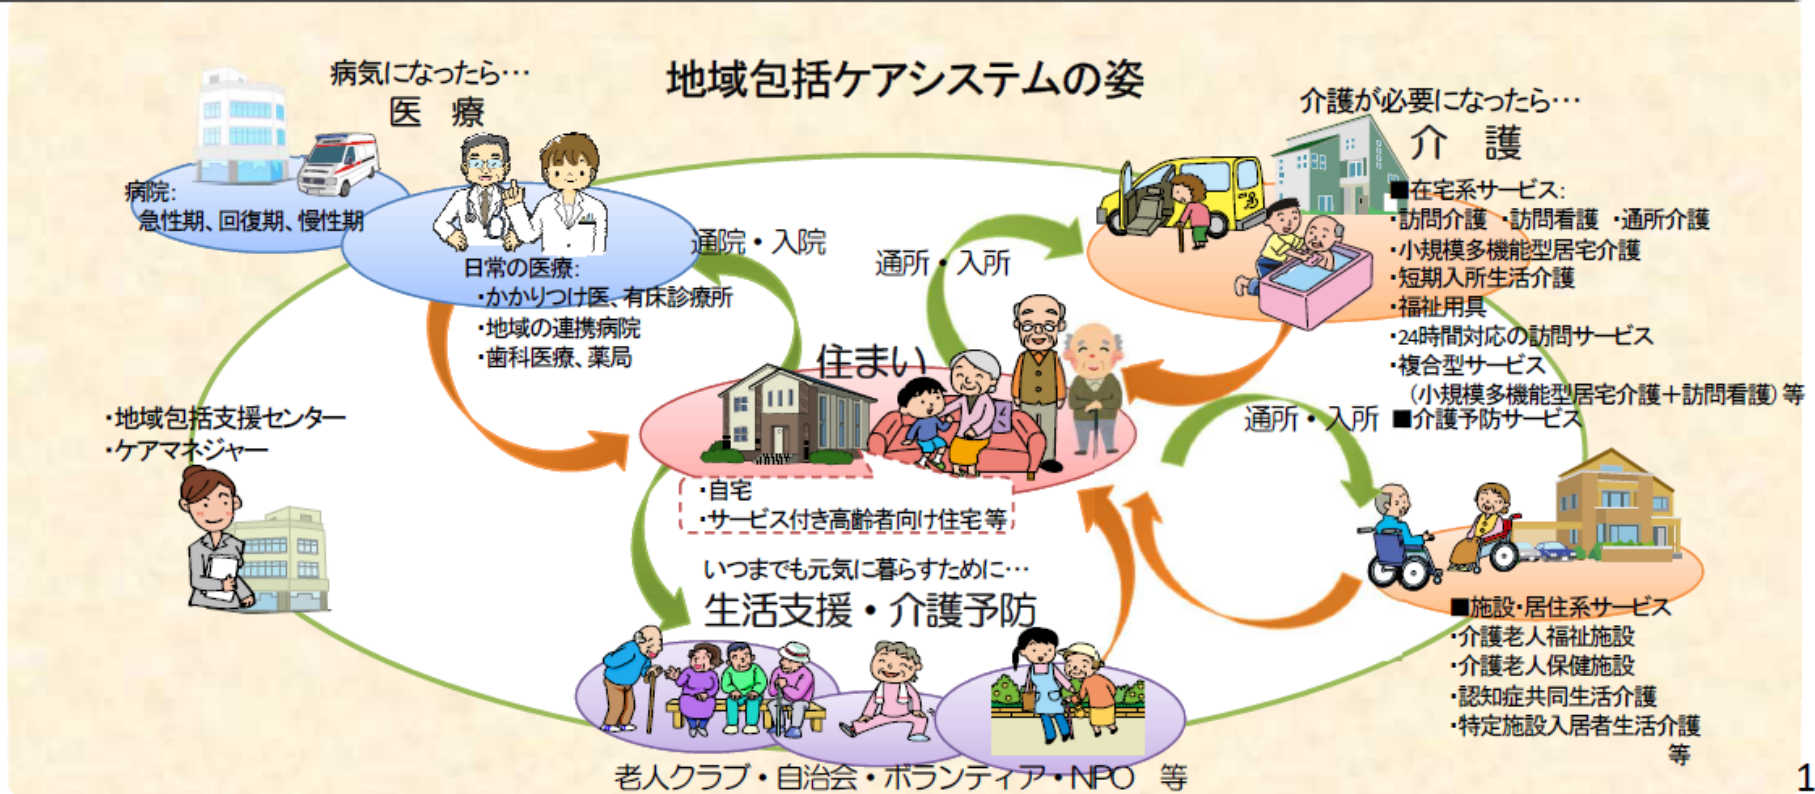 地域包括ケアシステムの姿
病気になったら…
医 療
病院:
急性期、回復期、慢性期
日常の医療:
・かかりつけ医、有床診療所
・地域の連携病院
・歯科医療、薬局
通院・入院
通所・入所
介護が必要になったら…
介 護
■在宅系サービス:
・訪問介護 ・訪問看護 ・通所介護
・小規模多機能型居宅介護
・短期入所生活介護
・福祉用具
・24時間対応の訪問サービス
・複合型サービス
（小規模多機能型居宅介護＋訪問看護）等
■介護予防サービス
通所・入所
住まい
・自宅
・サービス付き高齢者向け住宅等
・地域包括支援センター
・ケアマネジャー
いつまでも元気に暮らすために…
生活支援・介護予防
老人クラブ・自治会・ボランティア・NPO 等
■施設・居住系サービス
・介護老人福祉施設
・介護老人保健施設
・認知症共同生活介護
・特定施設入居者生活介護
等
1